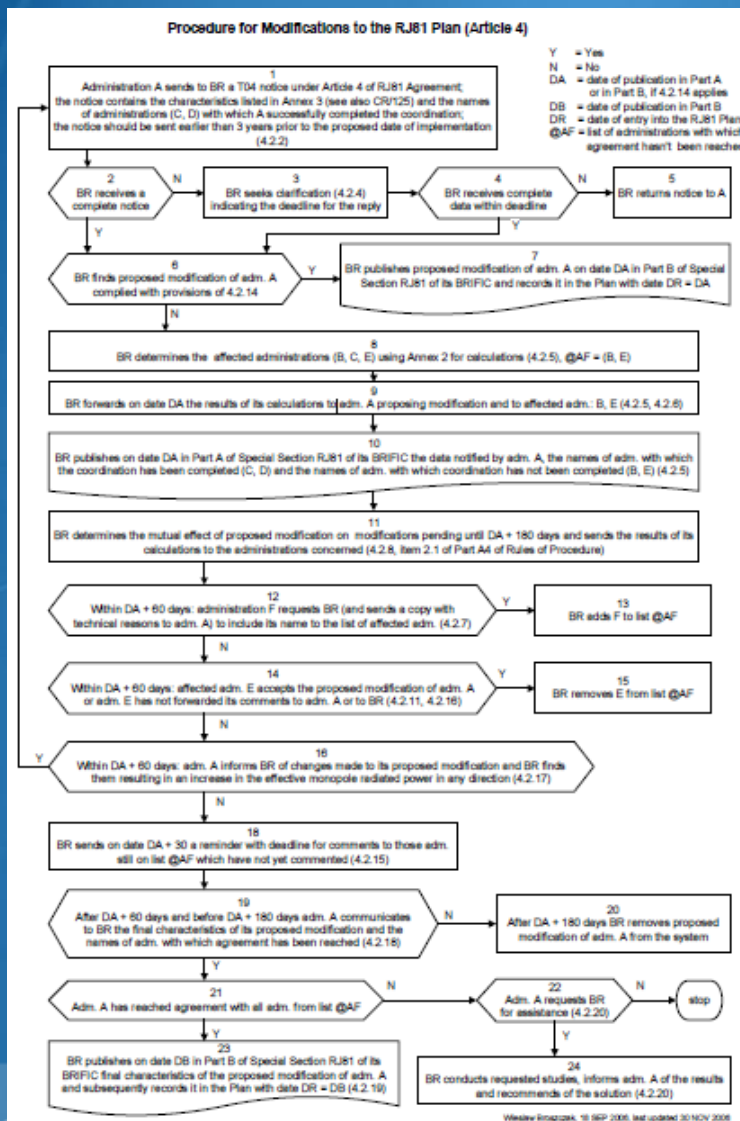 Procedure for Modifications to the RJ81 Plan (Article 4)
Y = Yes
N = No
DA = date of publication in Part A
or in Part B, if 4.2.14 applies
DB = date of publication in Part B
DR = date of entry into the RJ81 Plan
@AF = list of administrations with which
agreement hasn't been reached
1
Administration A sends to BR a T04 notice under Article 4 of RJ81 Agreement;
the notice contains the characteristics listed in Annex 3 (see also CR/125) and the names
of administrations (C, D) with which A successfully completed the coordination;
the notice should be sent earlier than 3 years prior to the proposed date of implementation
(4.2.2)
2
BR receives a
complete notice
N
3
BR seeks clarification (4.2.4)
indicating the deadline for the reply
4
BR receives complete
data within deadline
N
5
BR returns notice to A
Y
Y
6
BR finds proposed modification of adm. A
complied with provisions of 4.2.14
Y
7
BR publishes proposed modification of adm. A on date DA in Part B of Special
Section RJ81 of its BRIFIC and records it in the Plan with date DR = DA
N
8
BR determines the affected administrations (B, C, E) using Annex 2 for calculations (4.2.5), @AF = (B, E)
9
BR forwards on date DA the results of its calculations to adm. A proposing modification and to affected adm.: B, E (4.2.5, 4.2.6)
10
BR publishes on date DA in Part A of Special Section RJ81 of its BRIFIC the data notified by adm. A, the names of adm. with which
the coordination has been completed (C, D) and the names of adm. with which coordination has not been completed (B, E) (4.2.5)
11
BR determines the mutual effect of proposed modification on modifications pending until DA + 180 days and sends the results of its
calculations to the administrations concerned (4.2.8, item 2.1 of Part A4 of Rules of Procedure)
12
Within DA + 60 days: administration F requests BR (and sends a copy with
technical reasons to adm. A) to include its name to the list of affected adm. (4.2.7)
Y
13
BR adds F to list @AF
N
14
Within DA + 60 days: affected adm. E accepts the proposed modification of adm. A
or adm. E has not forwarded its comments to adm. A or to BR (4.2.11, 4.2.16)
Y
15
BR removes E from list @AF
N
Y
16
Within DA + 60 days: adm. A informs BR of changes made to its proposed modification and BR finds
them resulting in an increase in the effective monopole radiated power in any direction (4.2.17)
N
18
BR sends on date DA + 30 a reminder with deadline for comments to those adm.
still on list @AF which have not yet commented (4.2.15)
19
After DA + 60 days and before DA + 180 days adm. A communicates
to BR the final characteristics of its proposed modification and the
names of adm. with which agreement has been reached (4.2.18)
N
20
After DA + 180 days BR removes proposed
modification of adm. A from the system
Y
21
Adm. A has reached agreement with all adm. from list @AF
N
22
Adm. A requests BR
for assistance (4.2.20)
N
stop
Y
23
BR publishes on date DB in Part B of Special Section RJ81 of its
BRIFIC final characteristics of the proposed modification of adm. A
and subsequently records it in the Plan with date DR = DB (4.2.19)
Y
24
BR conducts requested studies, informs adm. A of the results
and recommends of the solution (4.2.20)
18 SEP 2006, last updated 30 NOV 2006